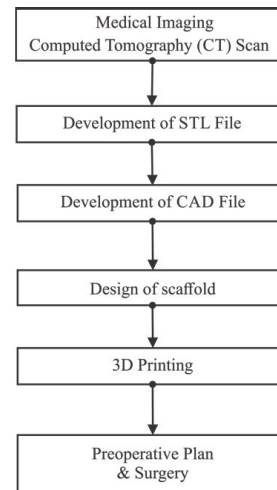 Medical Imaging
Computed Tomography (CT) Scan
Development of STL File
Development of CAD File
Design of scaffold
3D Printing
Preoperative Plan
& Surgery